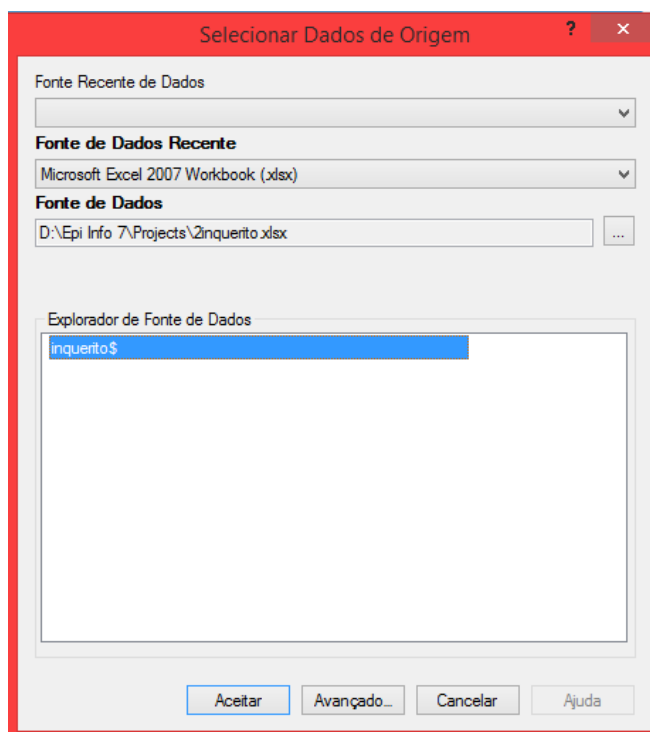 Selecionar Dados de Origem
?
×
Fonte Recente de Dados
Fonte de Dados Recente
Microsoft Excel 2007 Workbook (.xlsx)
Fonte de Dados
D:\Epi Info 7\Projects\2inquerito.xlsx
...
Explorador de Fonte de Dados
inquerito$
Aceitar Avançado... Cancelar Ajuda